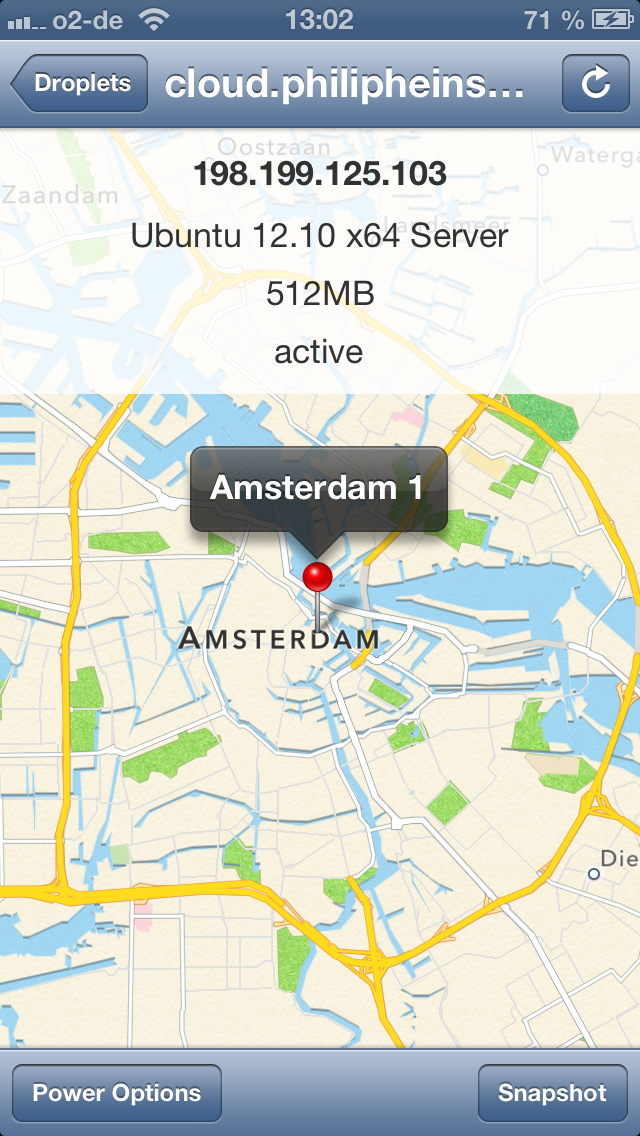 o2-de 13:02 71 %
Droplets cloud.philipheins...
Oostzaan
Waterga
198.199.125.103
Zaandam
Landsmeer
Ubuntu 12.10 x64 Server
512MB
active
Amsterdam 1
AMSTERDAM
Die
Power Options Snapshot